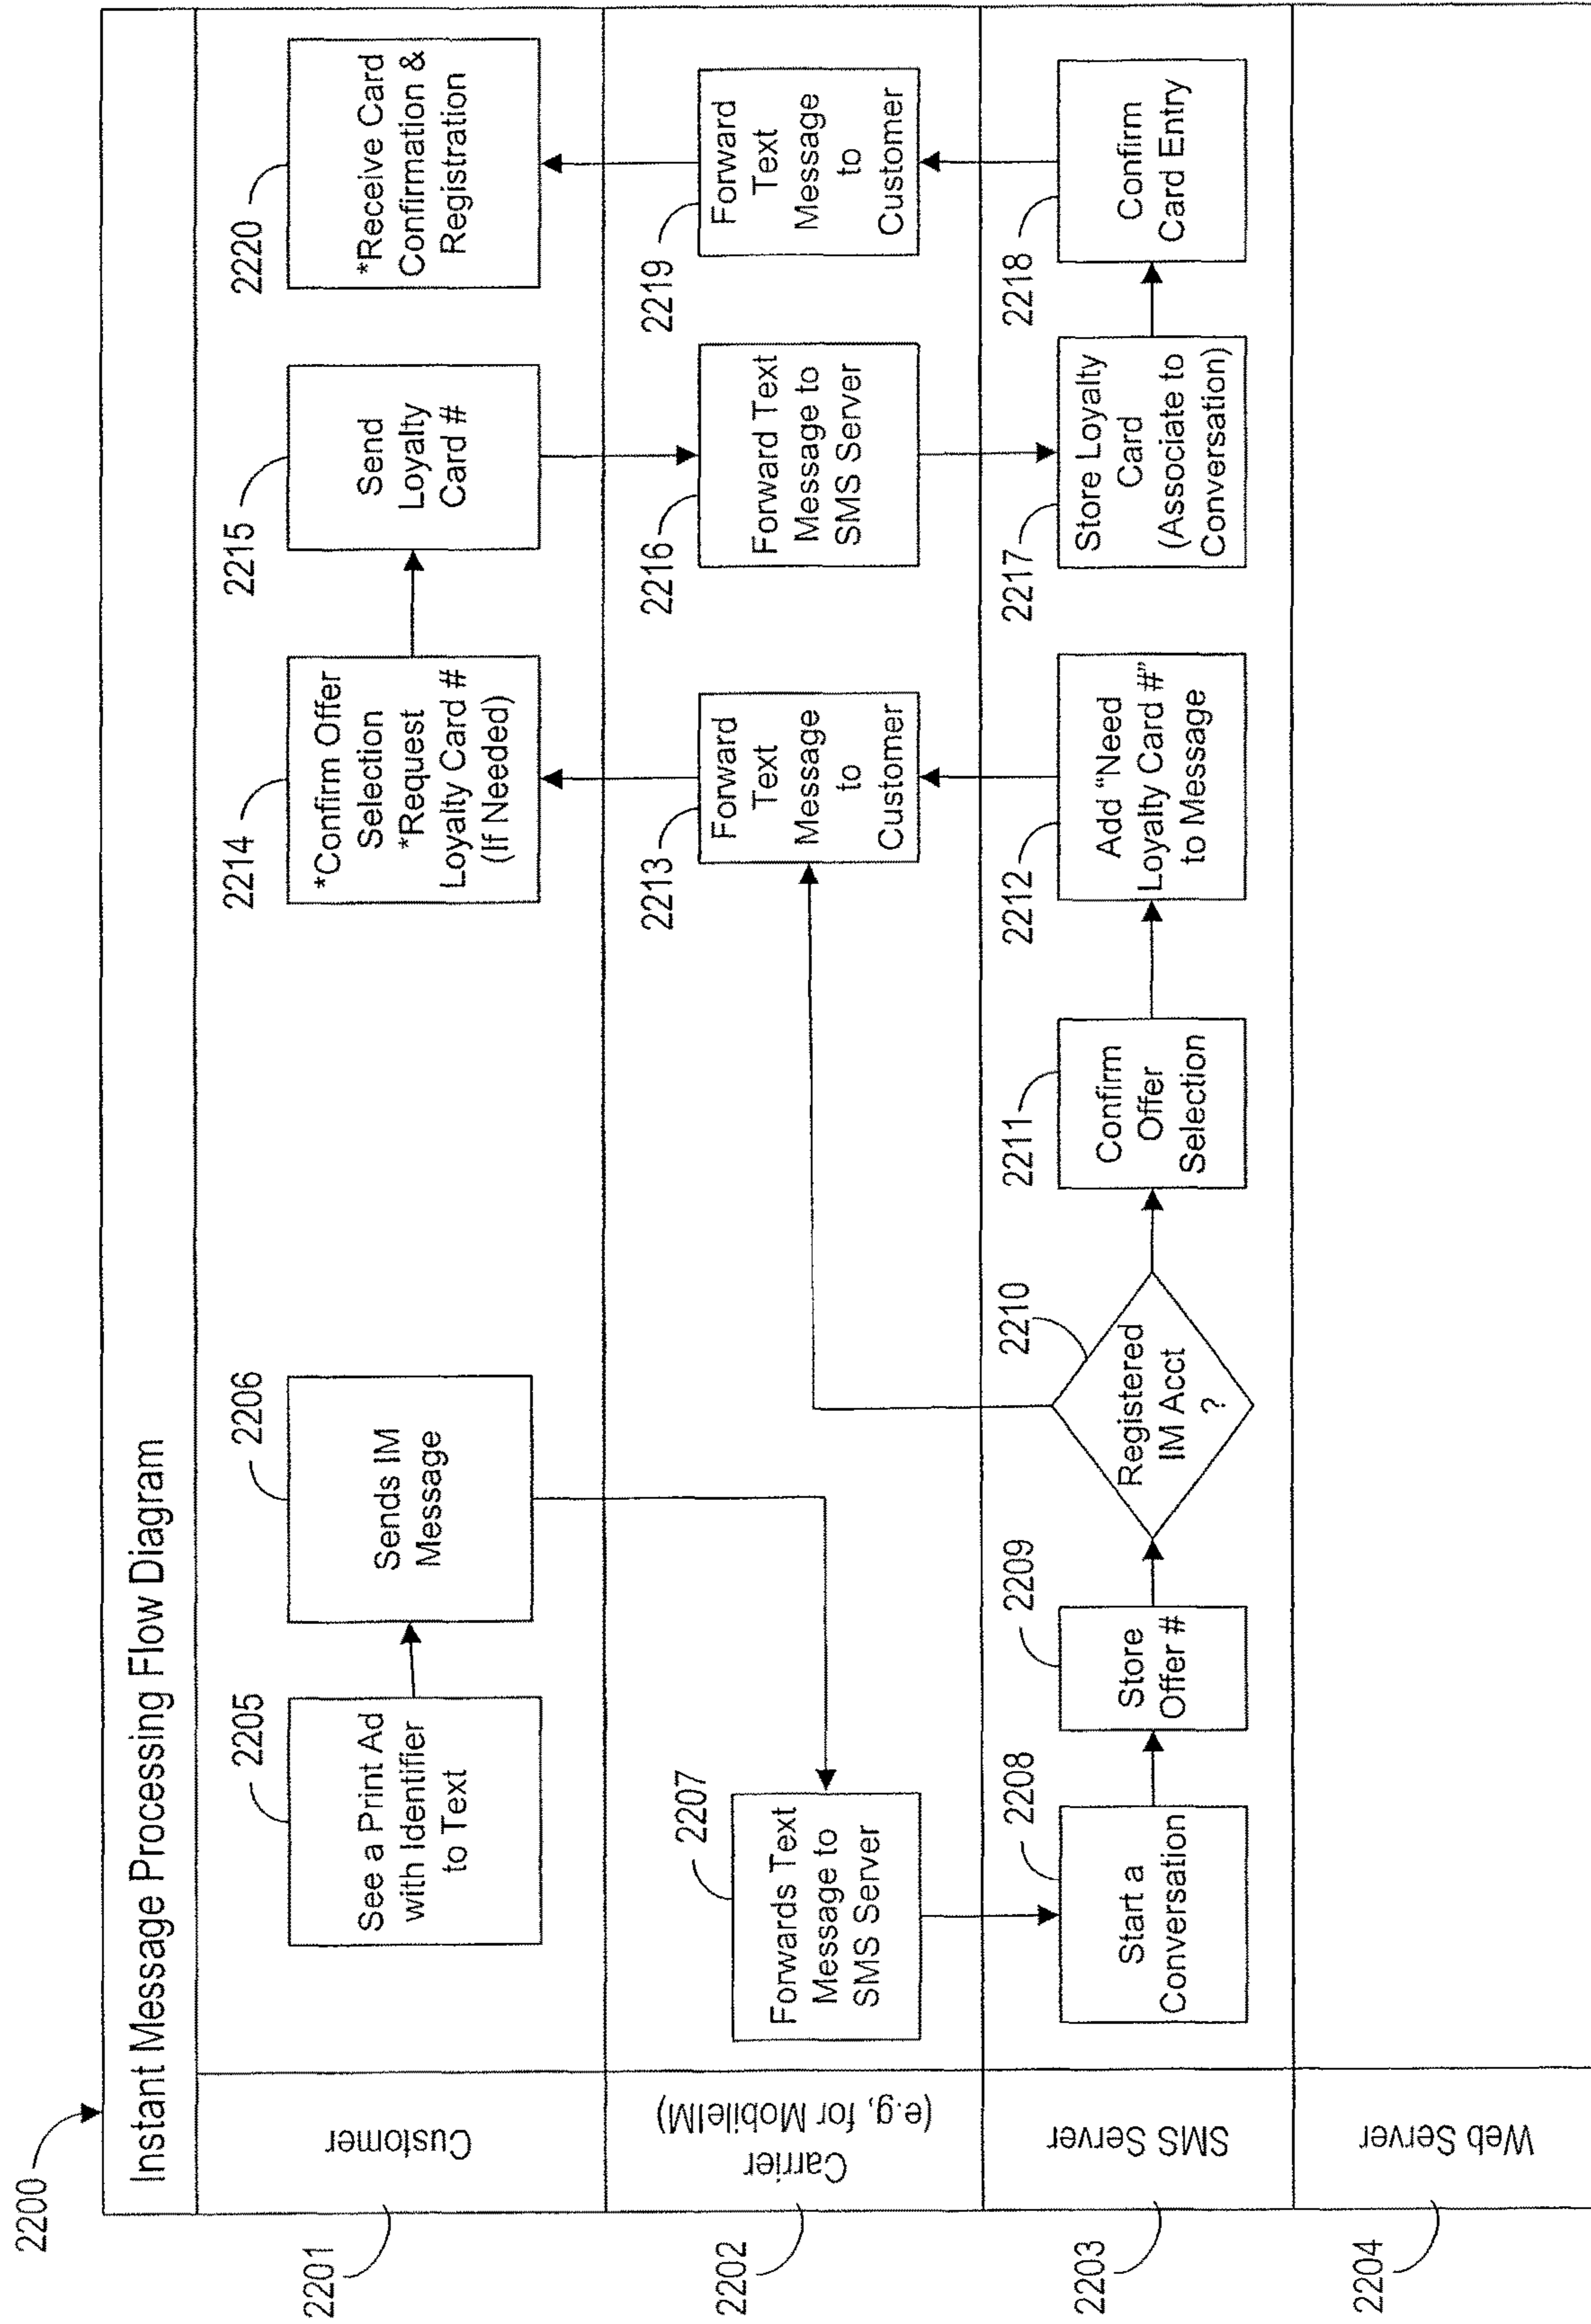 2200
Instant Message Processing Flow Diagram
2201
Customer
2205
See a Print Ad
with Identifier
to Text
2206
Sends IM
Message
2214
*Confirm Offer
Selection
*Request
Loyalty Card #
(If Needed)
2215
Send
Loyalty
Card #
2220
*Receive Card
Confirmation &
Registration
2202
Carrier
(e.g, for MobileIM)
2207
Forwards Text
Message to
SMS Server
2213
Forward
Text
Message
to
Customer
2216
Forward Text
Message to
SMS Server
2219
Forward
Text
Message
to
Customer
2203
SMS Server
2208
Start a
Conversation
2209
Store
Offer #
2210
Registered
IM Acct
?
2211
Confirm
Offer
Selection
2212
Add “Need
Loyalty Card #”
to Message
2217
Store Loyalty
Card
(Associate to
Conversation)
2218
Confirm
Card Entry
2204
Web Server